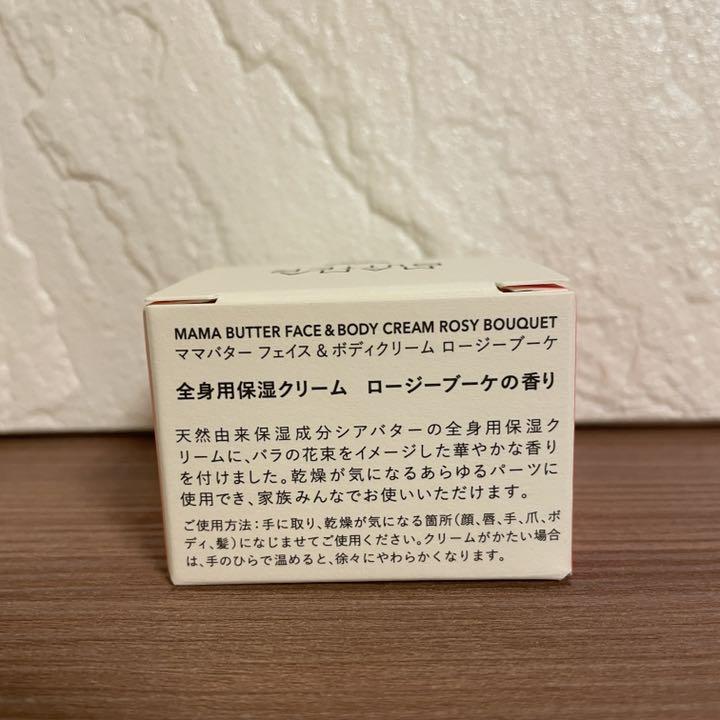 MAMA
MAMA BUTTER FACE & BODY CREAM ROSY BOUQUET
ママバター フェイス & ボディクリーム ロージーブーケ
全身用保湿クリーム ロージーブーケの香り
天然由来保湿成分シアバターの全身用保湿ク
リームに、バラの花束をイメージした華やかな香り
を付けました。乾燥が気になるあらゆるパーツに
使用でき、家族みんなでお使いいただけます。
ご使用方法:手に取り、乾燥が気になる箇所(顔、唇、手、爪、ボ
ディ、髪)になじませてご使用ください。クリームがかたい場合
は、手のひらで温めると、徐々にやわらかくなります。